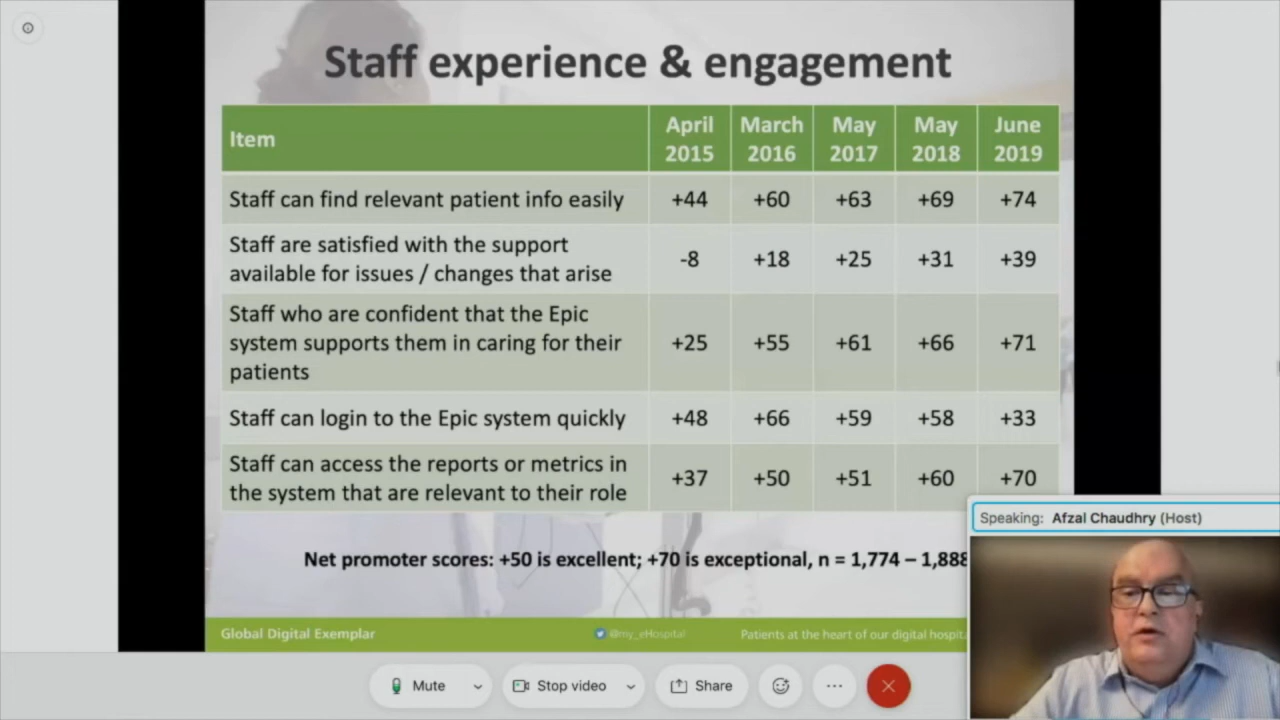 Staff experience & engagement
Item
April 2015
March 2016
May 2017
May 2018
June 2019
Staff can find relevant patient info easily
+44
+60
+63
+69
+74
Staff are satisfied with the support
available for issues / changes that arise
-8
+18
+25
+31
+39
Staff who are confident that the Epic
system supports them in caring for their
patients
+25
+55
+61
+66
+71
Staff can login to the Epic system quickly
+48
+66
+59
+58
+33
Staff can access the reports or metrics in
the system that are relevant to their role
+37
+50
+51
+60
+70
Speaking: Afzal Chaudhry (Host)
Net promoter scores: +50 is excellent; +70 is exceptional, n = 1,774 – 1,888
Global Digital Exemplar
@my_eHospital
Patients at the heart of our digital
Mute
Stop video
Share